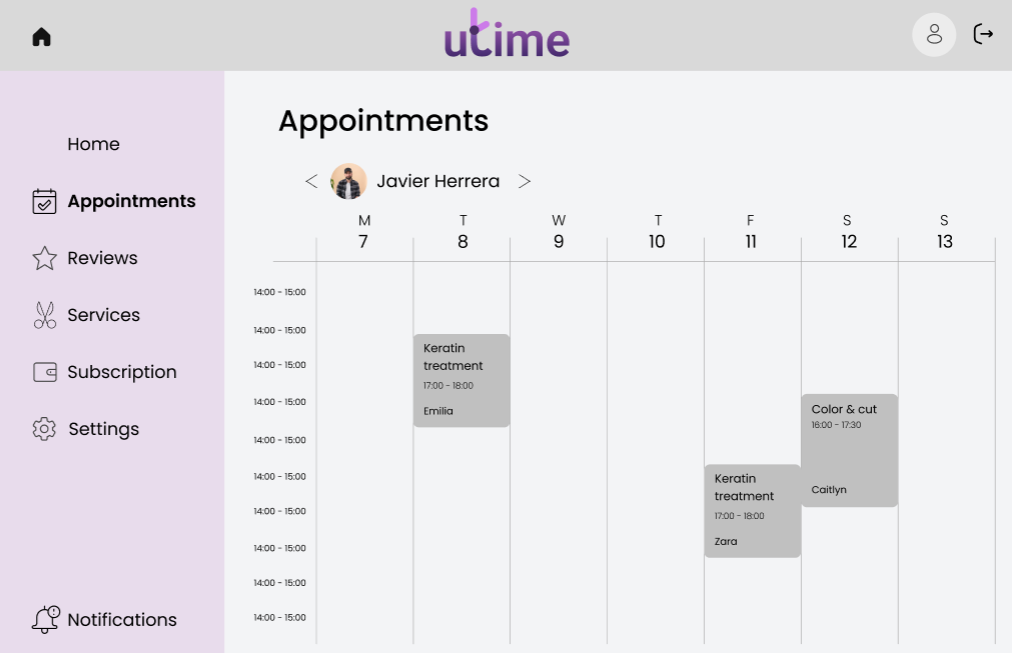 utime
Home
Appointments
Reviews
Services
Subscription
Settings
Notifications
Appointments
< Javier Herrera >
M T W T F S S
7 8 9 10 11 12 13
14:00 - 15:00
14:00 - 15:00
14:00 - 15:00
14:00 - 15:00
14:00 - 15:00
14:00 - 15:00
14:00 - 15:00
14:00 - 15:00
14:00 - 15:00
14:00 - 15:00
Keratin
treatment
17:00 - 18:00
Emilia
Keratin
treatment
17:00 - 18:00
Zara
Color & cut
16:00 - 17:30
Caitlyn